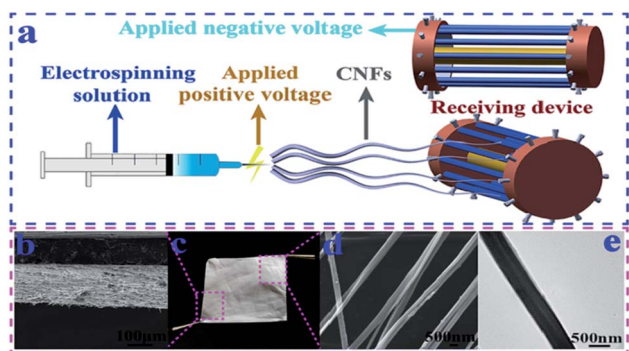 a
Applied negative voltage
Electrospinning
solution
Applied
positive voltage
CNFs
Receiving device
b
c
d
e
100μm
500nm
500nm